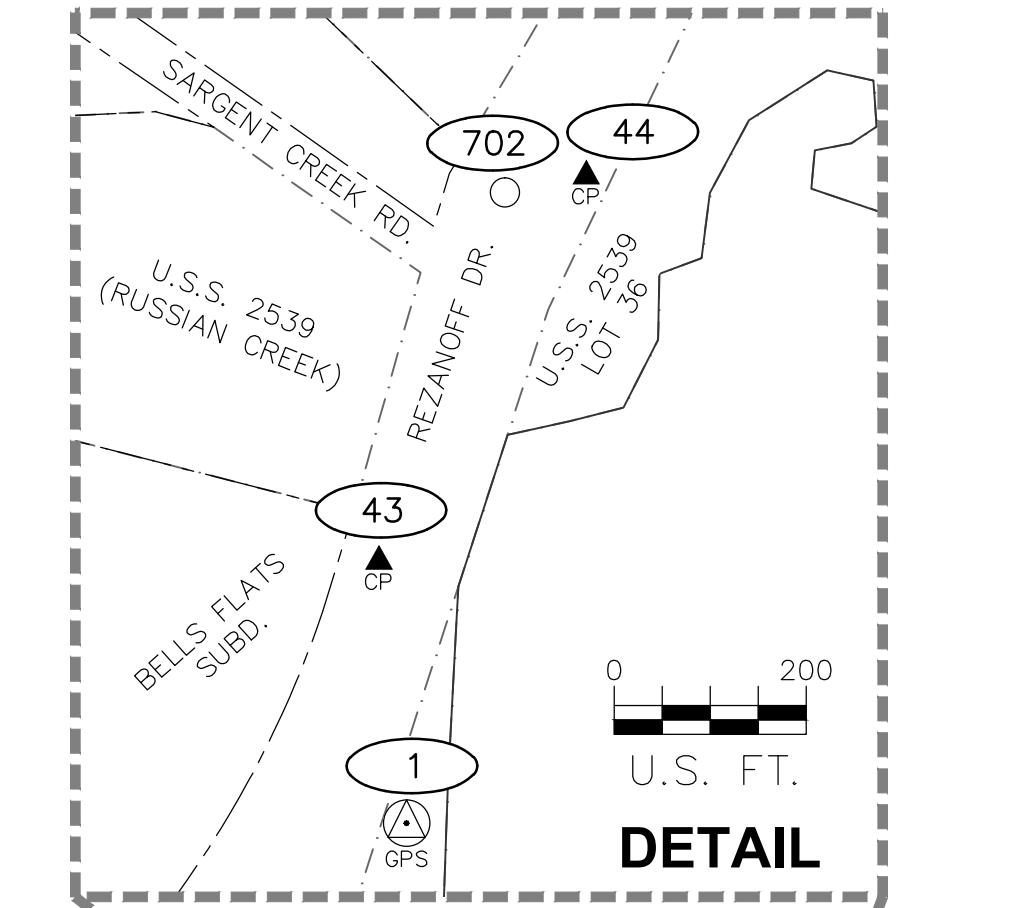 SARGENT CREEK RD.
702
44
CP
U.S.S. 2539
(RUSSIAN CREEK)
REZANOFF DR.
U.S.S. 2539
LOT 36
43
CP
BELLS FLATS
SUBD.
0 200
U.S. FT.
1
GPS
DETAIL